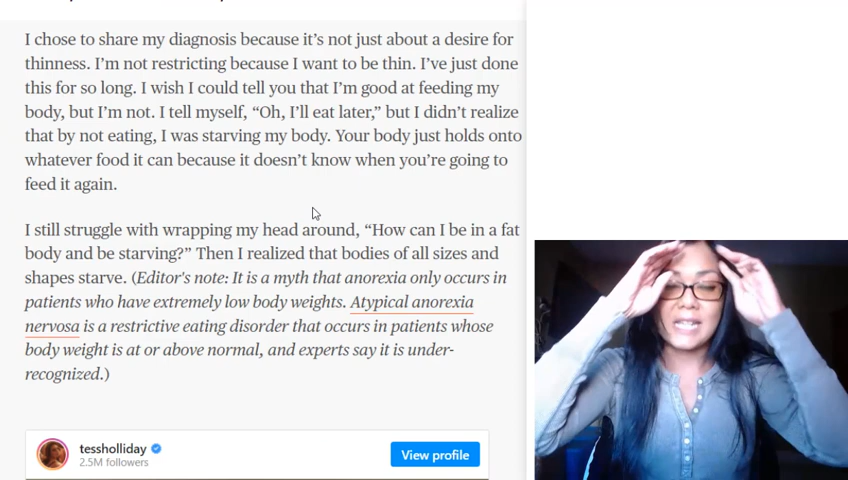 I chose to share my diagnosis because it’s not just about a desire for
thinness. I’m not restricting because I want to be thin. I’ve just done
this for so long. I wish I could tell you that I’m good at feeding my
body, but I’m not. I tell myself, “Oh, I’ll eat later,” but I didn’t realize
that by not eating, I was starving my body. Your body just holds onto
whatever food it can because it doesn’t know when you’re going to
feed it again.
I still struggle with wrapping my head around, “How can I be in a fat
body and be starving?” Then I realized that bodies of all sizes and
shapes starve. (Editor's note: It is a myth that anorexia only occurs in
patients who have extremely low body weights. Atypical anorexia
nervosa is a restrictive eating disorder that occurs in patients whose
body weight is at or above normal, and experts say it is under-
recognized.)
tessholliday
2.5M followers
View profile